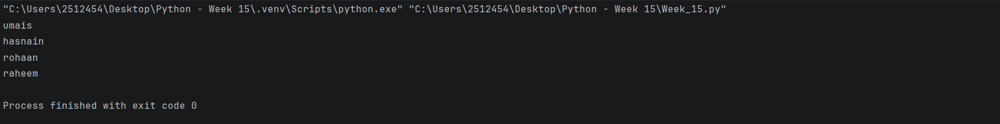 "C:\Users\2512454\Desktop\Python - Week 15\.venv\Scripts\python.exe" "C:\Users\2512454\Desktop\Python - Week 15\Week_15.py"
umais
hasnain
rohaan
raheem
Process finished with exit code 0